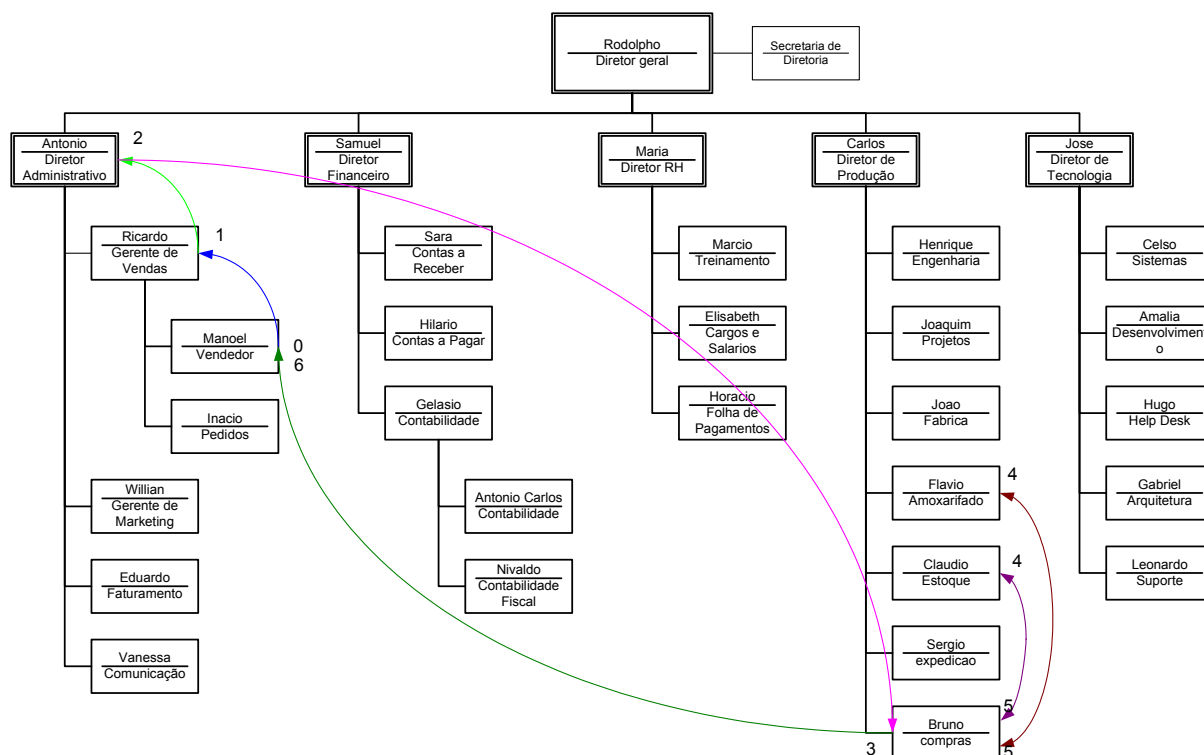 Rodolpho
Diretor geral
Secretaria de
Diretoria
Antonio
Diretor
Administrativo
2
Samuel
Diretor
Financeiro
Maria
Diretor RH
Carlos
Diretor de
Produção
Jose
Diretor de
Tecnologia
Ricardo
Gerente de
Vendas
1
Sara
Contas a
Receber
Marcio
Treinamento
Henrique
Engenharia
Celso
Sistemas
Manoel
Vendedor
0
6
Hilario
Contas a Pagar
Elisabeth
Cargos e
Salarios
Joaquim
Projetos
Amalia
Desenvolviment
o
Inacio
Pedidos
Gelasio
Contabilidade
Horacio
Folha de
Pagamentos
Joao
Fabrica
Hugo
Help Desk
Willian
Gerente de
Marketing
Antonio Carlos
Contabilidade
Flavio
Amoxarifado
4
Gabriel
Arquitetura
Eduardo
Faturamento
Nivaldo
Contabilidade
Fiscal
Claudio
Estoque
4
Leonardo
Suporte
Vanessa
Comunicação
Sergio
expedicao
Bruno
compras
3
5
5